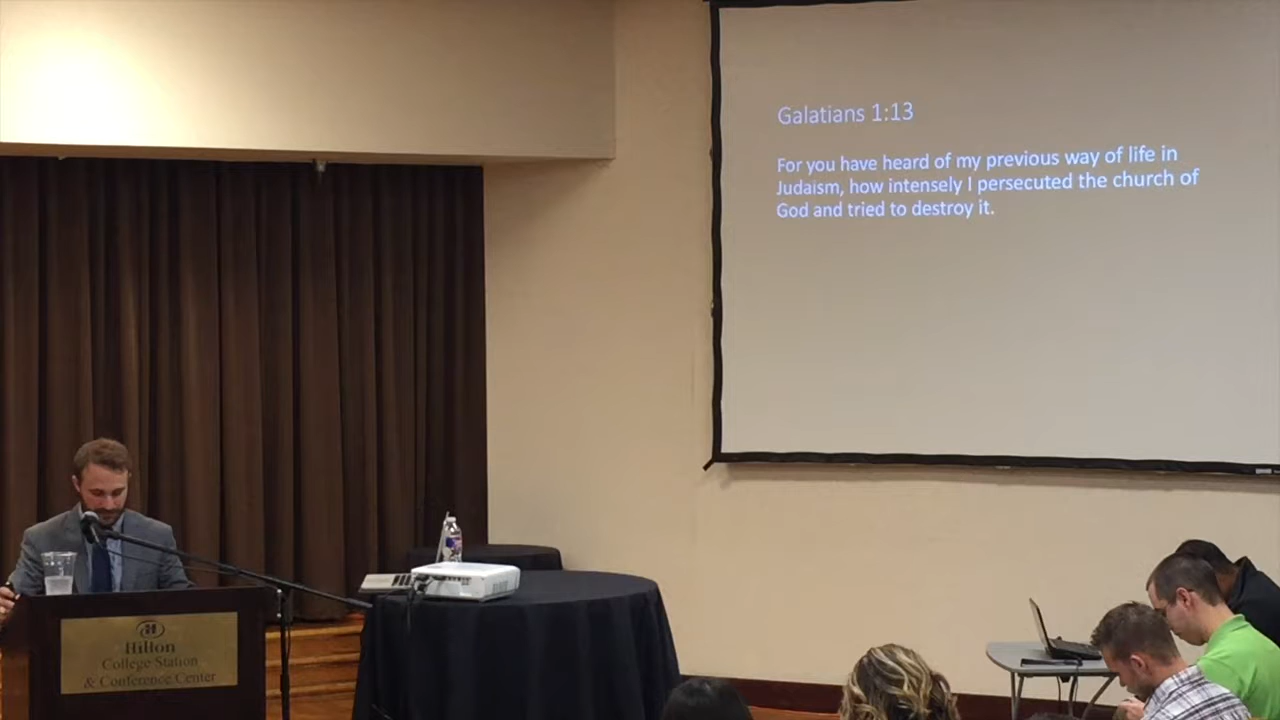 Galatians 1:13
For you have heard of my previous way of life in
Judaism, how intensely I persecuted the church of
God and tried to destroy it.
H
Hilton
College Station
& Conference Center